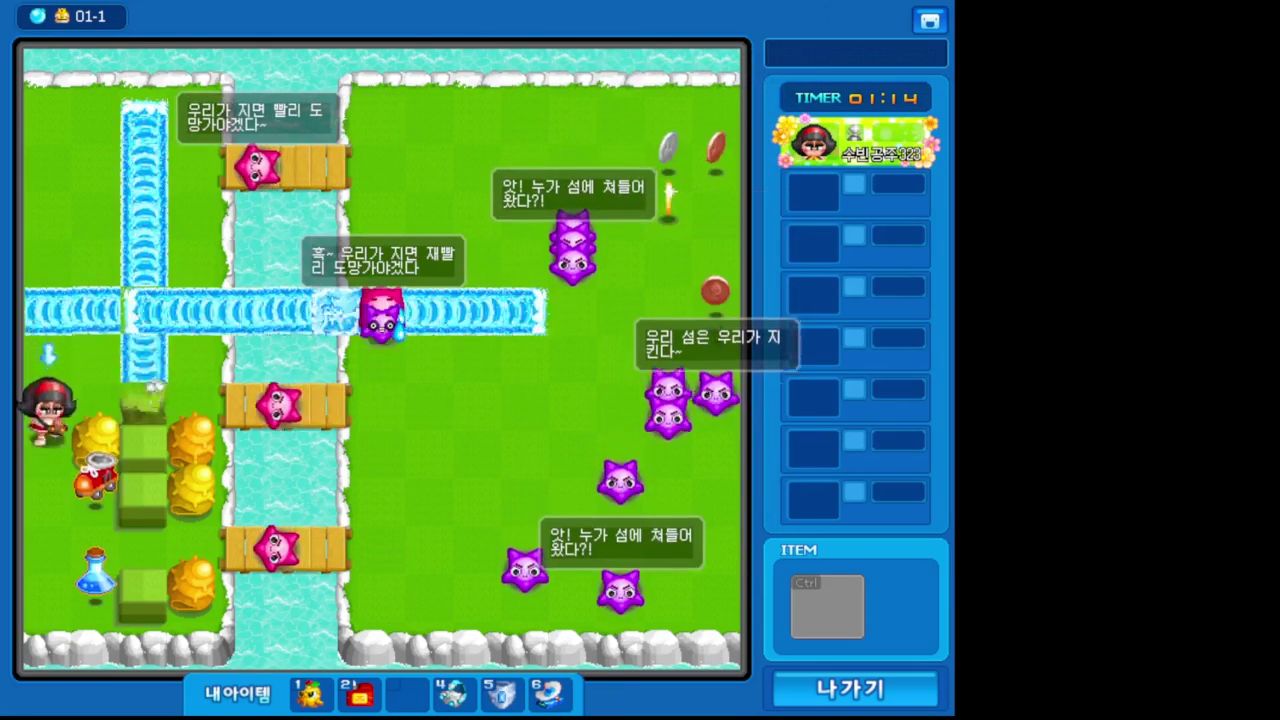 01-1
TIMER 01:14
수빈공주323
우리가 지면 빨리 도
망가야겠다~
앗! 누가 섬에 쳐들어
왔다?!
흑~ 우리가 지면 재빨
리 도망가야겠다
우리 섬은 우리가 지
킨다~
앗! 누가 섬에 쳐들어
왔다?!
ITEM
Ctrl
내 아이템
1 2 4 5 6
나가기